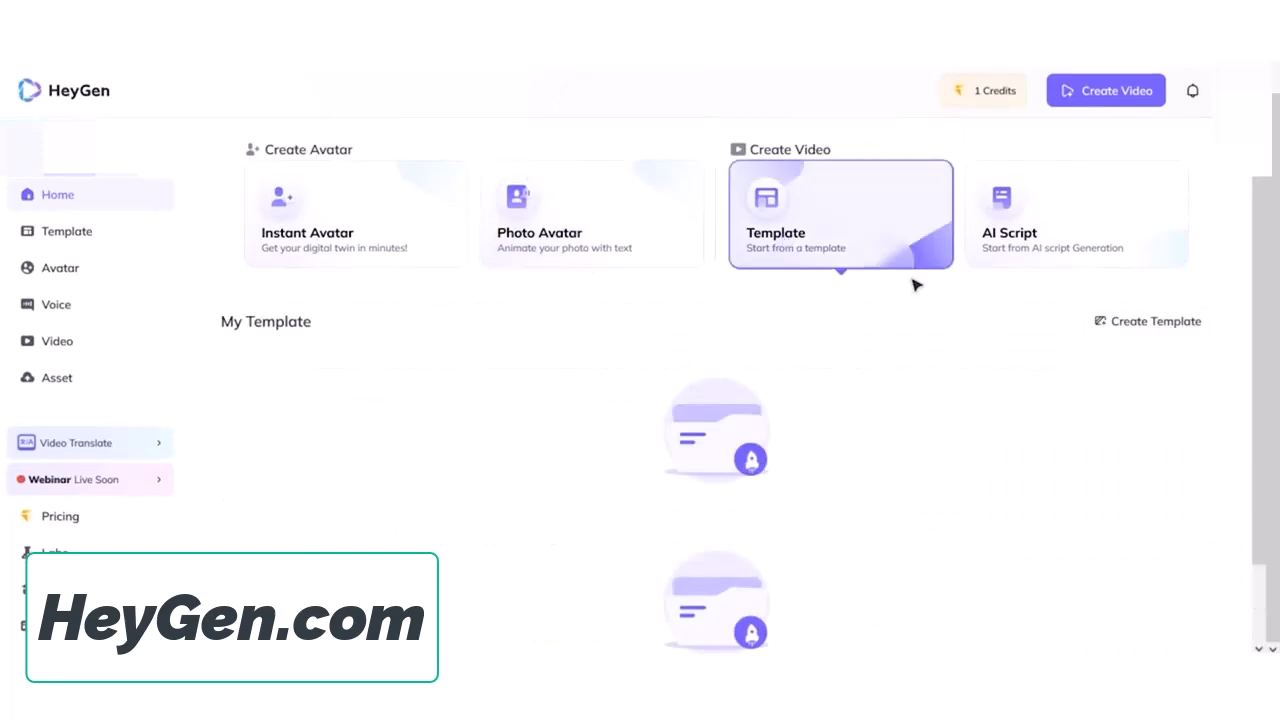 HeyGen
1 Credits
Create Video
Create Avatar
Create Video
Home
Template
Avatar
Voice
Video
Asset
Instant Avatar
Get your digital twin in minutes!
Photo Avatar
Animate your photo with text
Template
Start from a template
AI Script
Start from AI script Generation
My Template
Create Template
Video Translate
Webinar Live Soon
Pricing
HeyGen.com